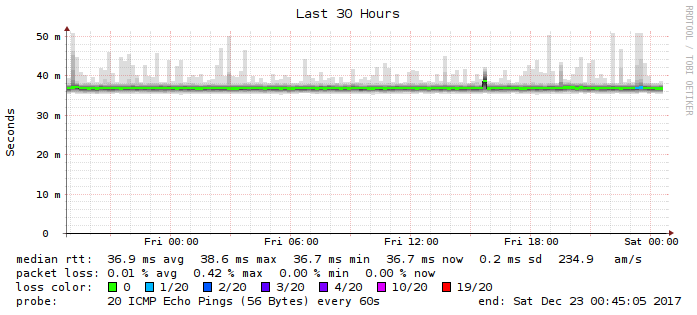 Last 30 Hours
RRDTOOL / TOBI OETIKER
Seconds
50 m
40 m
30 m
20 m
10 m
0
Fri 00:00 Fri 06:00 Fri 12:00 Fri 18:00 Sat 00:00
median rtt: 36.9 ms avg 38.6 ms max 36.7 ms min 36.7 ms now 0.2 ms sd 234.9 am/s
packet loss: 0.01 % avg 0.42 % max 0.00 % min 0.00 % now
loss color: 0 1/20 2/20 3/20 4/20 10/20 19/20
probe: 20 ICMP Echo Pings (56 Bytes) every 60s end: Sat Dec 23 00:45:05 2017